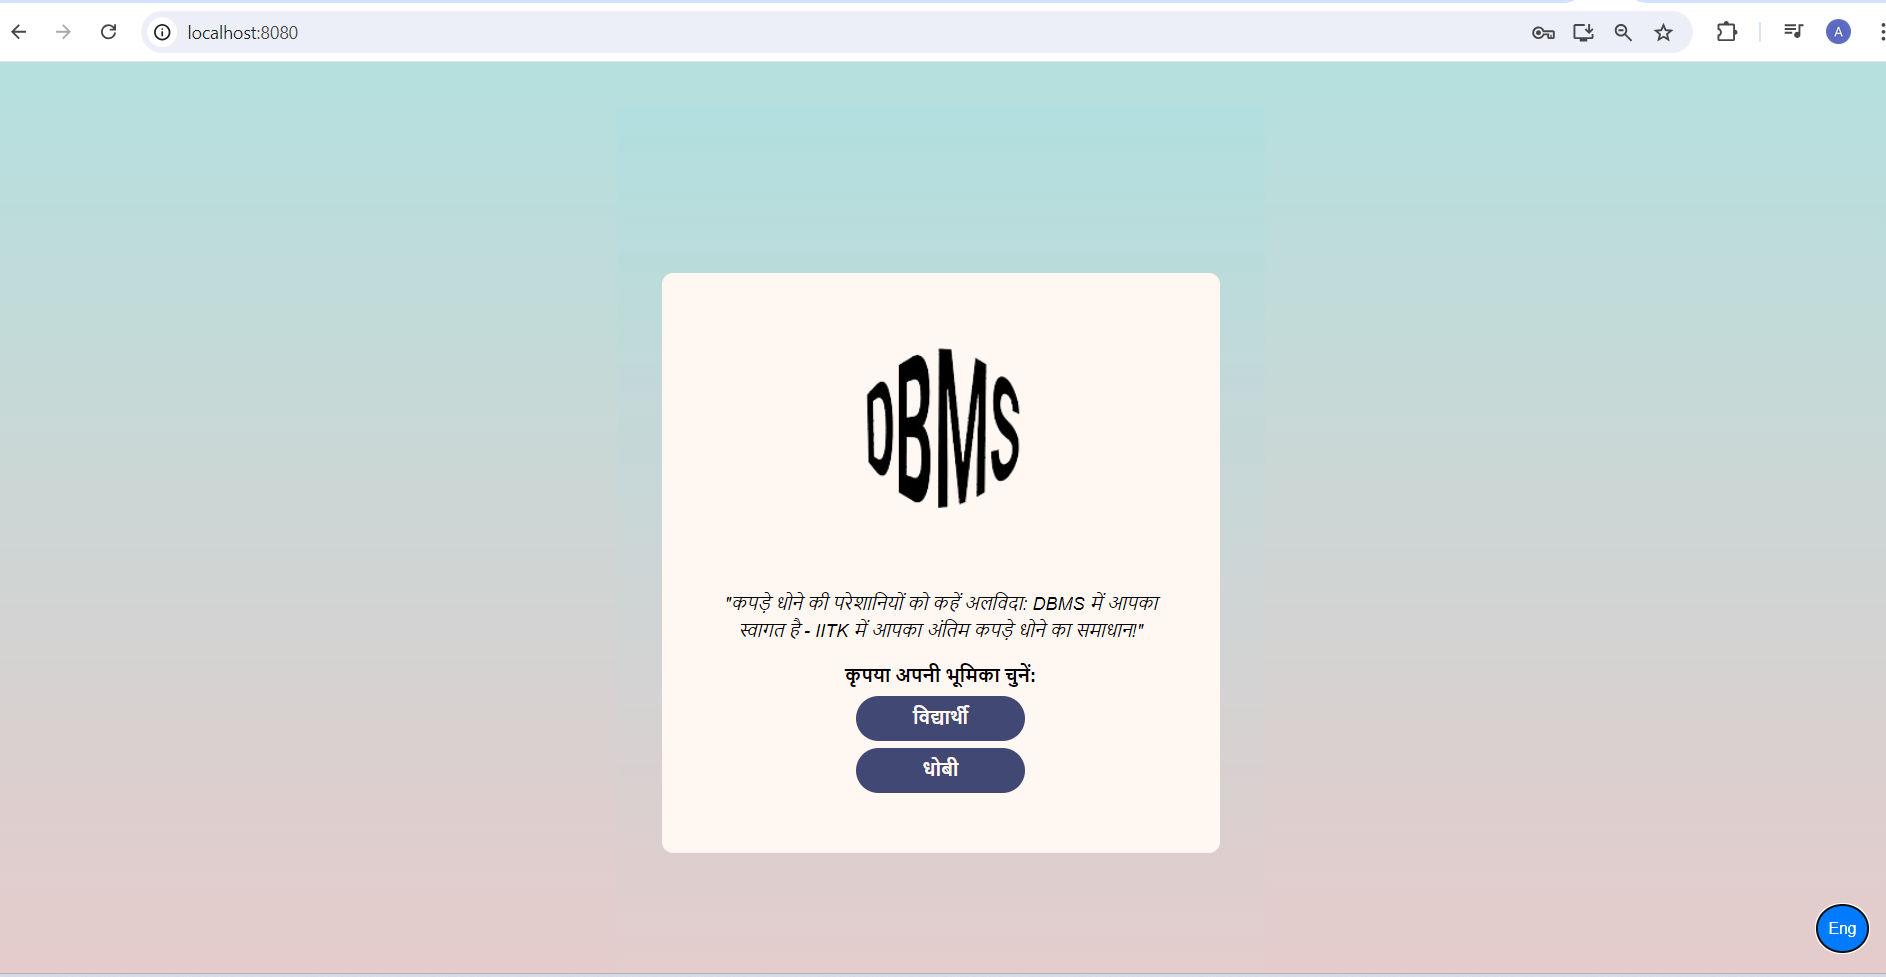 localhost:8080
A
DBMS
"कपड़े धोने की परेशानियों को कहें अलविदा: DBMS में आपका
स्वागत है - IITK में आपका अंतिम कपड़े धोने का समाधान!"
कृपया अपनी भूमिका चुनें:
विद्यार्थी
धोबी
Eng